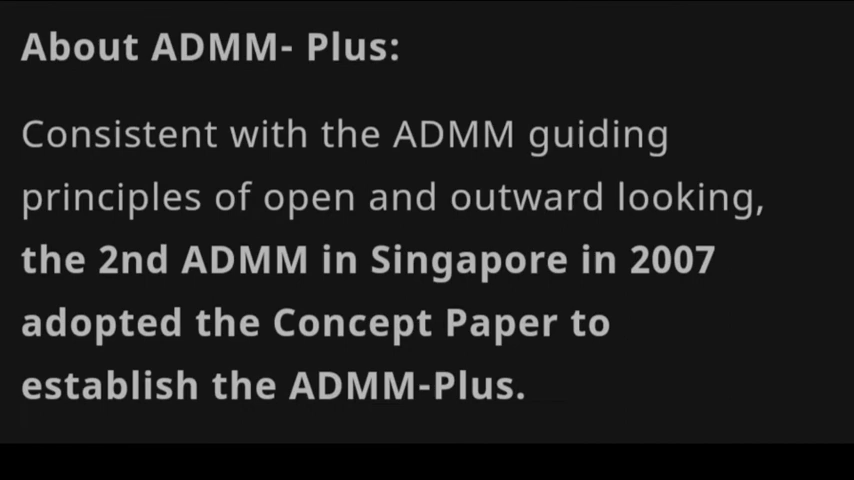 About ADMM- Plus:
Consistent with the ADMM guiding
principles of open and outward looking,
the 2nd ADMM in Singapore in 2007
adopted the Concept Paper to
establish the ADMM-Plus.